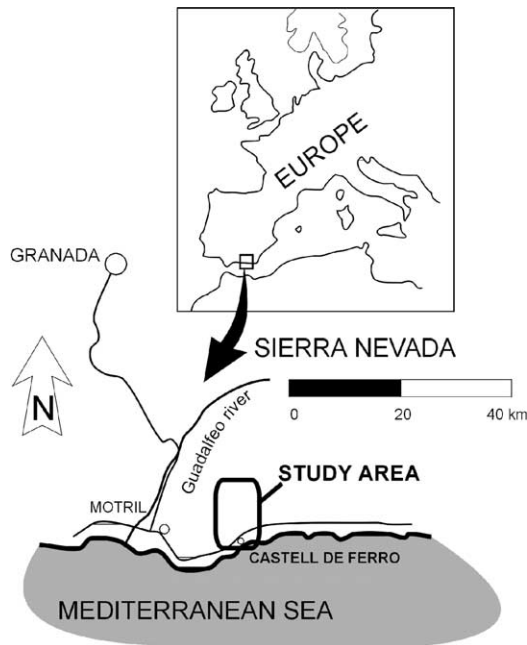 EUROPE
GRANADA
SIERRA NEVADA
N
0 20 40 km
Guadalfeo river
STUDY AREA
MOTRIL
CASTELL DE FERRO
MEDITERRANEAN SEA